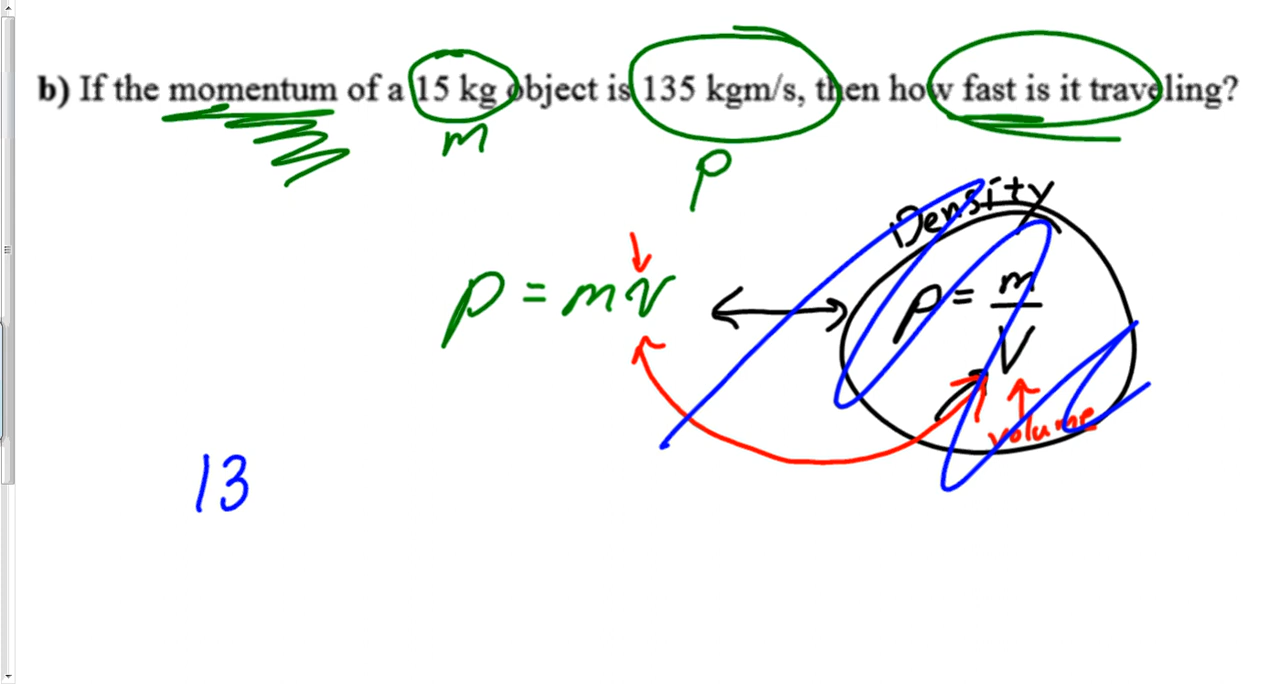 b) If the momentum of a 15 kg object is 135 kgm/s, then how fast is it traveling?
m
p
Density
p = mv
ρ = m/V
volume
13